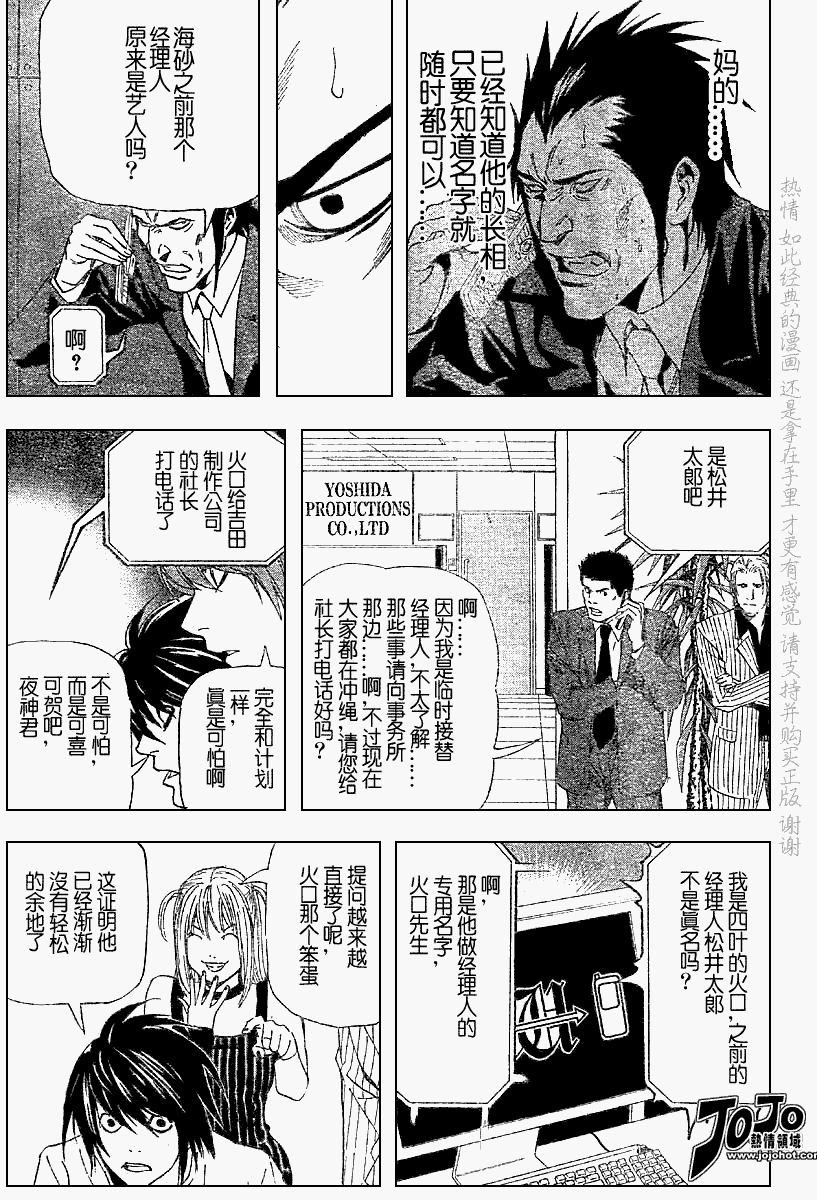 妈的……
已经知道他的长相,
只要知道名字就
随时都可以……
海砂之前那个
经理人
原来是艺人吗?
啊?
是松井
太郎吧
YOSHIDA
PRODUCTIONS
CO.,LTD
啊……
因为我是临时接替
经理人,不太了解……
那些事请向事务所
那边……啊,不过现在
大家都在冲绳,请您给
社长打电话好吗?
火口给吉田
制作公司
的社长
打电话了
完全和计划
一样,
真是可怕啊
不是可怕,
而是可喜
可贺吧,
夜神君
我是四叶的火口,之前的
经理人松井太郎
不是真名吗?
啊,
那是他做经理人的
专用名字,
火口先生
提问越来越
直接了呢,
火口那个笨蛋
这证明他
已经渐渐
没有轻松
的余地了
热情 如此经典的漫画 还是拿在手里 才更有感觉 请支持并购买正版 谢谢
JOJO
热情领域
www.jojohot.com